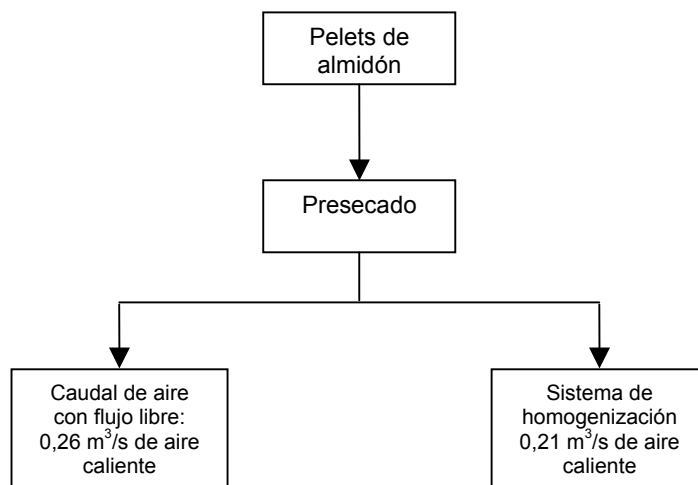 Pelets de
almidón
Presecado
Caudal de aire
con flujo libre:
0,26 m³/s de aire
caliente
Sistema de
homogenización
0,21 m³/s de aire
caliente